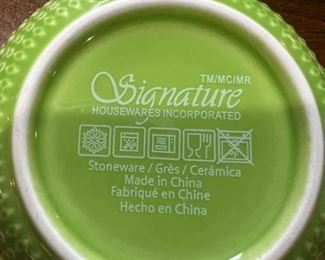 TM/MC/MR
Signature
HOUSEWARES INCORPORATED
Stoneware / Grès / Cerámica
Made in China
Fabriqué en Chine
Hecho en China